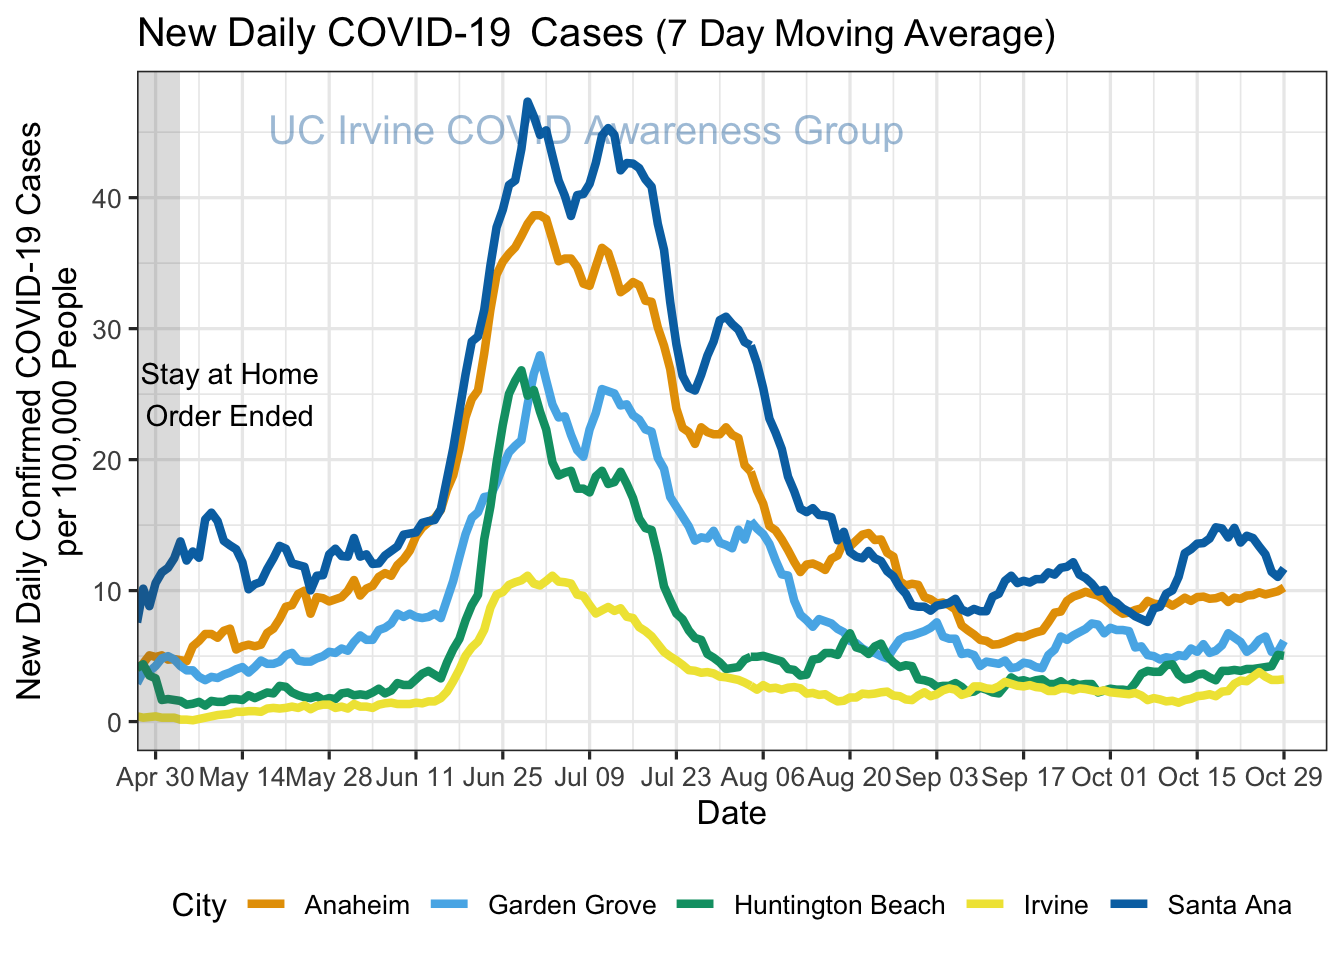 New Daily COVID-19  Cases (7 Day Moving Average)
UC Irvine COVID Awareness Group
New Daily Confirmed COVID-19 Cases
per 100,000 People
40
30
20
10
0
Stay at Home
Order Ended
Apr 30 May 14 May 28 Jun 11 Jun 25 Jul 09 Jul 23 Aug 06 Aug 20 Sep 03 Sep 17 Oct 01 Oct 15 Oct 29
Date
City Anaheim Garden Grove Huntington Beach Irvine Santa Ana